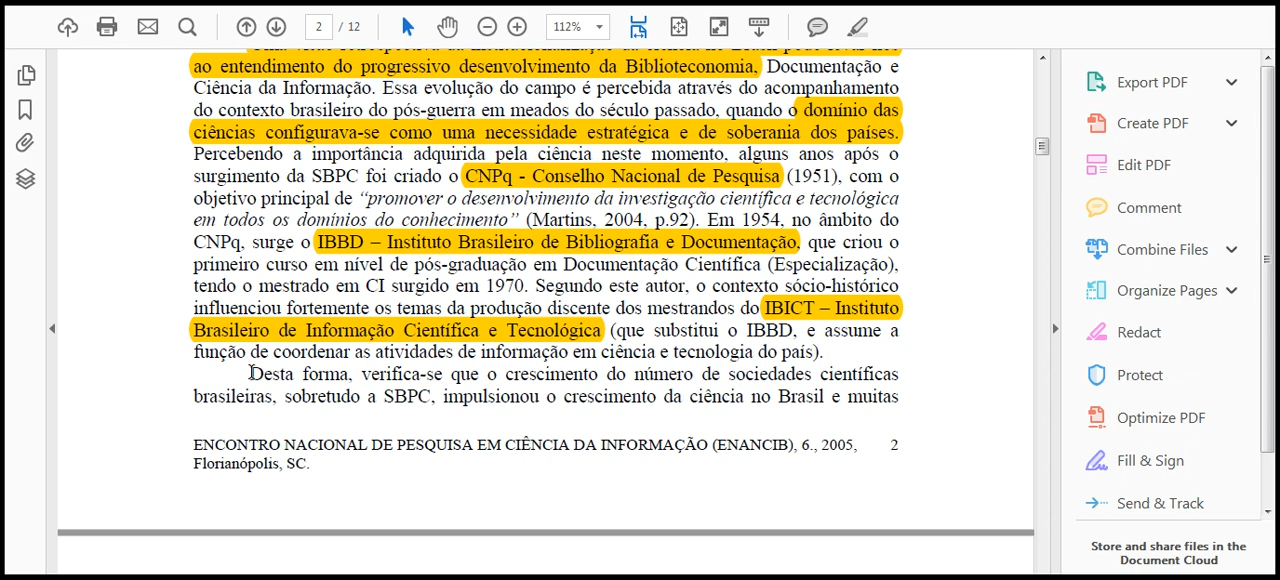 2 / 12
112%
ao entendimento do progressivo desenvolvimento da Biblioteconomia, Documentação e
Ciência da Informação. Essa evolução do campo é percebida através do acompanhamento
do contexto brasileiro do pós-guerra em meados do século passado, quando o domínio das
ciências configurava-se como uma necessidade estratégica e de soberania dos países.
Percebendo a importância adquirida pela ciência neste momento, alguns anos após o
surgimento da SBPC foi criado o CNPq - Conselho Nacional de Pesquisa (1951), com o
objetivo principal de “promover o desenvolvimento da investigação científica e tecnológica
em todos os domínios do conhecimento” (Martins, 2004, p.92). Em 1954, no âmbito do
CNPq, surge o IBBD – Instituto Brasileiro de Bibliografia e Documentação, que criou o
primeiro curso em nível de pós-graduação em Documentação Científica (Especialização),
tendo o mestrado em CI surgido em 1970. Segundo este autor, o contexto sócio-histórico
influenciou fortemente os temas da produção discente dos mestrandos do IBICT – Instituto
Brasileiro de Informação Científica e Tecnológica (que substitui o IBBD, e assume a
função de coordenar as atividades de informação em ciência e tecnologia do país).
Desta forma, verifica-se que o crescimento do número de sociedades científicas
brasileiras, sobretudo a SBPC, impulsionou o crescimento da ciência no Brasil e muitas
ENCONTRO NACIONAL DE PESQUISA EM CIÊNCIA DA INFORMAÇÃO (ENANCIB), 6., 2005, 2
Florianópolis, SC.
Export PDF
Create PDF
Edit PDF
Comment
Combine Files
Organize Pages
Redact
Protect
Optimize PDF
Fill & Sign
Send & Track
Store and share files in the
Document Cloud